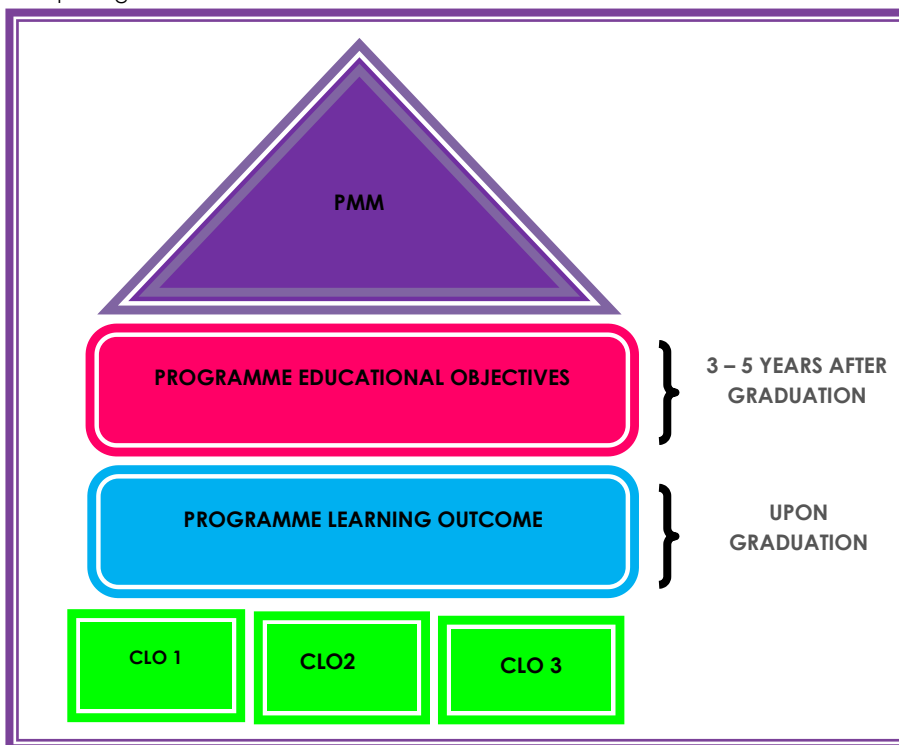 PMM
PROGRAMME EDUCATIONAL OBJECTIVES
3 – 5 YEARS AFTER
GRADUATION
PROGRAMME LEARNING OUTCOME
UPON
GRADUATION
CLO 1
CLO2
CLO 3